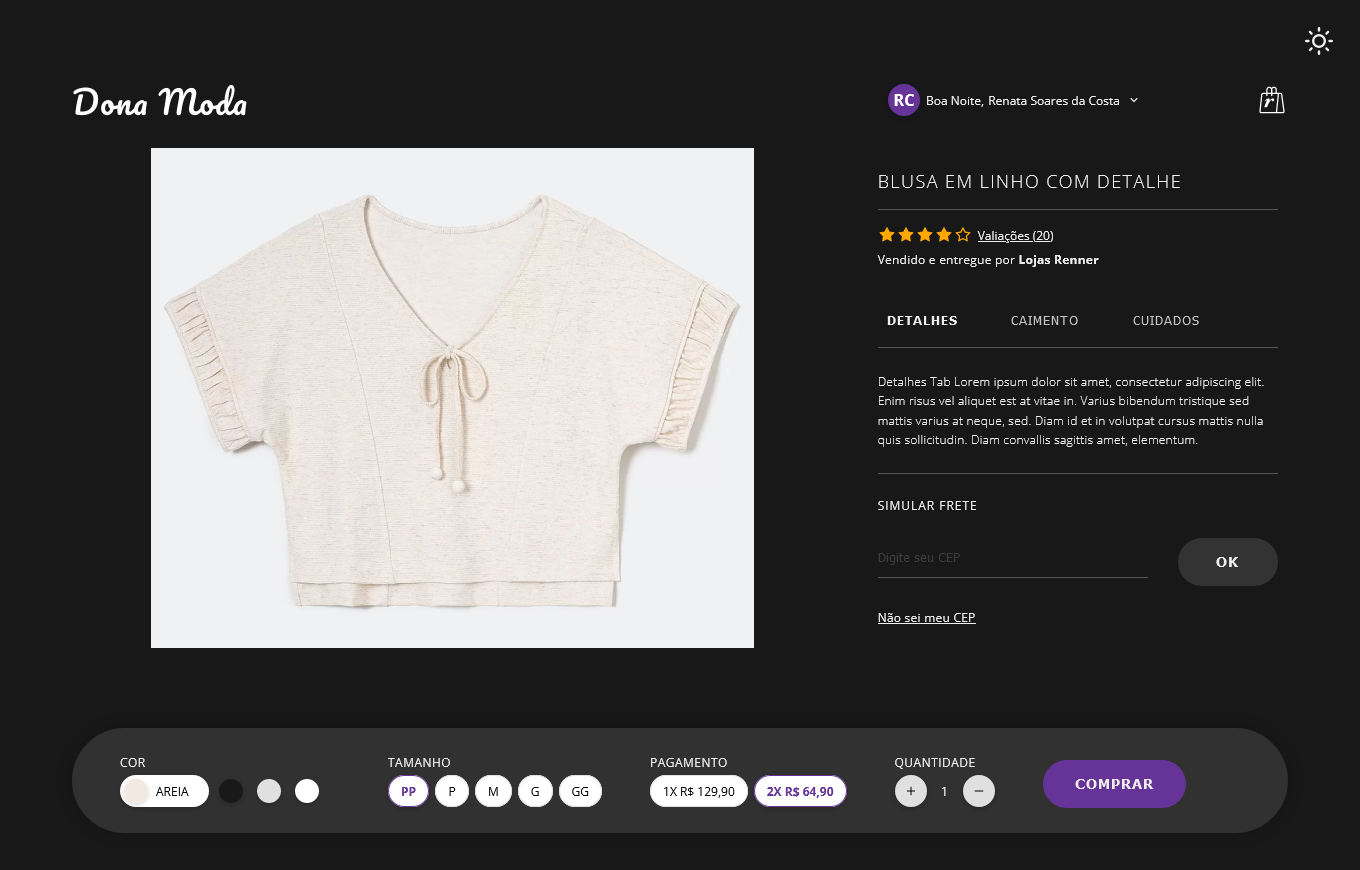 Dona Moda
RC Boa Noite, Renata Soares da Costa
r
BLUSA EM LINHO COM DETALHE
Valiações (20)
Vendido e entregue por Lojas Renner
DETALHES CAIMENTO CUIDADOS
Detalhes Tab Lorem ipsum dolor sit amet, consectetur adipiscing elit.
Enim risus vel aliquet est at vitae in. Varius bibendum tristique sed
mattis varius at neque, sed. Diam id et in volutpat cursus mattis nulla
quis sollicitudin. Diam convallis sagittis amet, elementum.
SIMULAR FRETE
Digite seu CEP
OK
Não sei meu CEP
COR
AREIA
TAMANHO
PP P M G GG
PAGAMENTO
1X R$ 129,90 2X R$ 64,90
QUANTIDADE
+ 1 −
COMPRAR